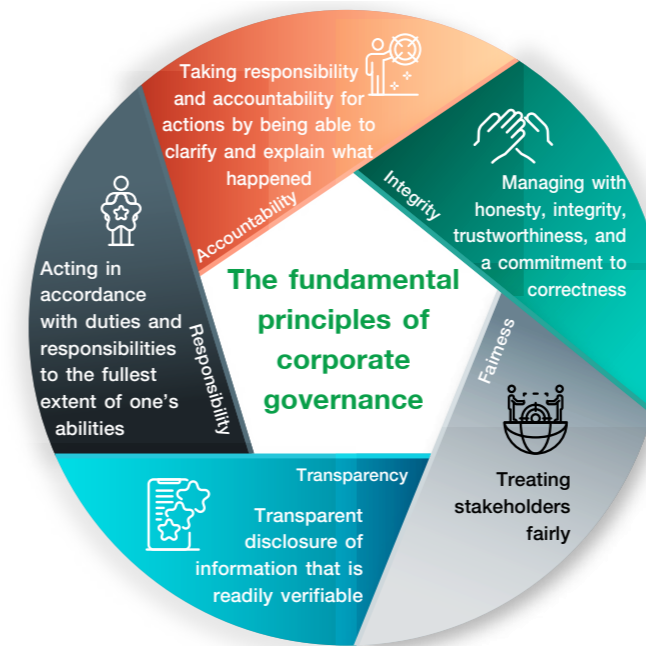 Taking responsibility
and accountability for
actions by being able to
clarify and explain what
happened
Accountability
Integrity
Managing with
honesty, integrity,
trustworthiness, and
a commitment to
correctness
Acting in
accordance
with duties and
responsibilities
to the fullest
extent of one's
abilities
Responsibility
The fundamental
principles of
corporate
governance
Fairness
Treating
stakeholders
fairly
Transparency
Transparent
disclosure of
information that is
readily verifiable